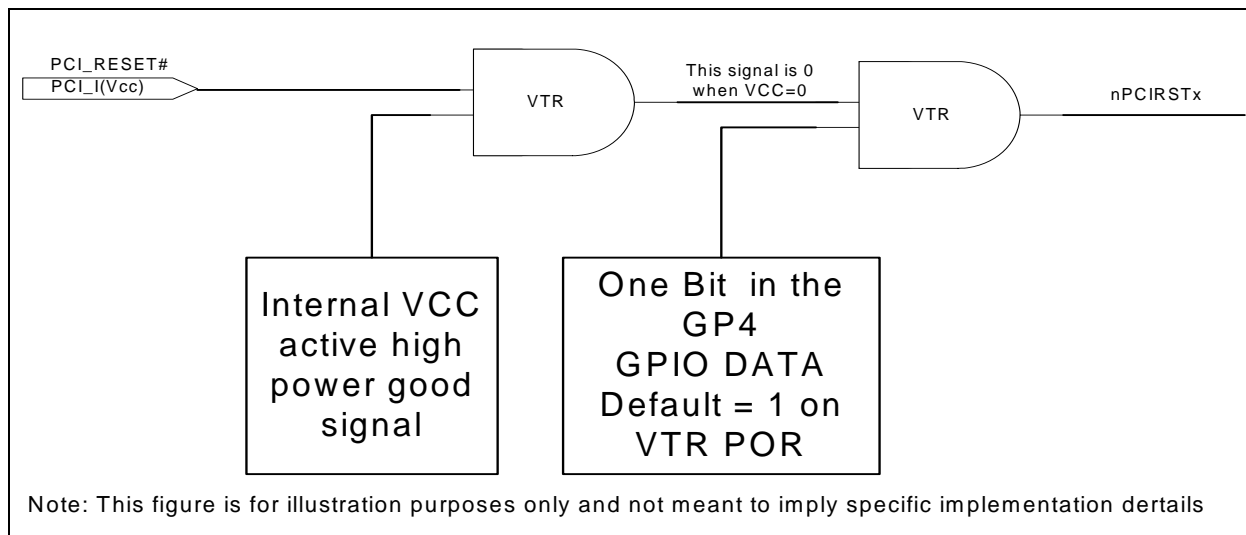 PCI_RESET#
PCI_I(Vcc)
VTR
This signal is 0
when VCC=0
VTR
nPCIRSTx
Internal VCC
active high
power good
signal
One Bit in the
GP4
GPIO DATA
Default = 1 on
VTR POR
Note: This figure is for illustration purposes only and not meant to imply specific implementation dertails